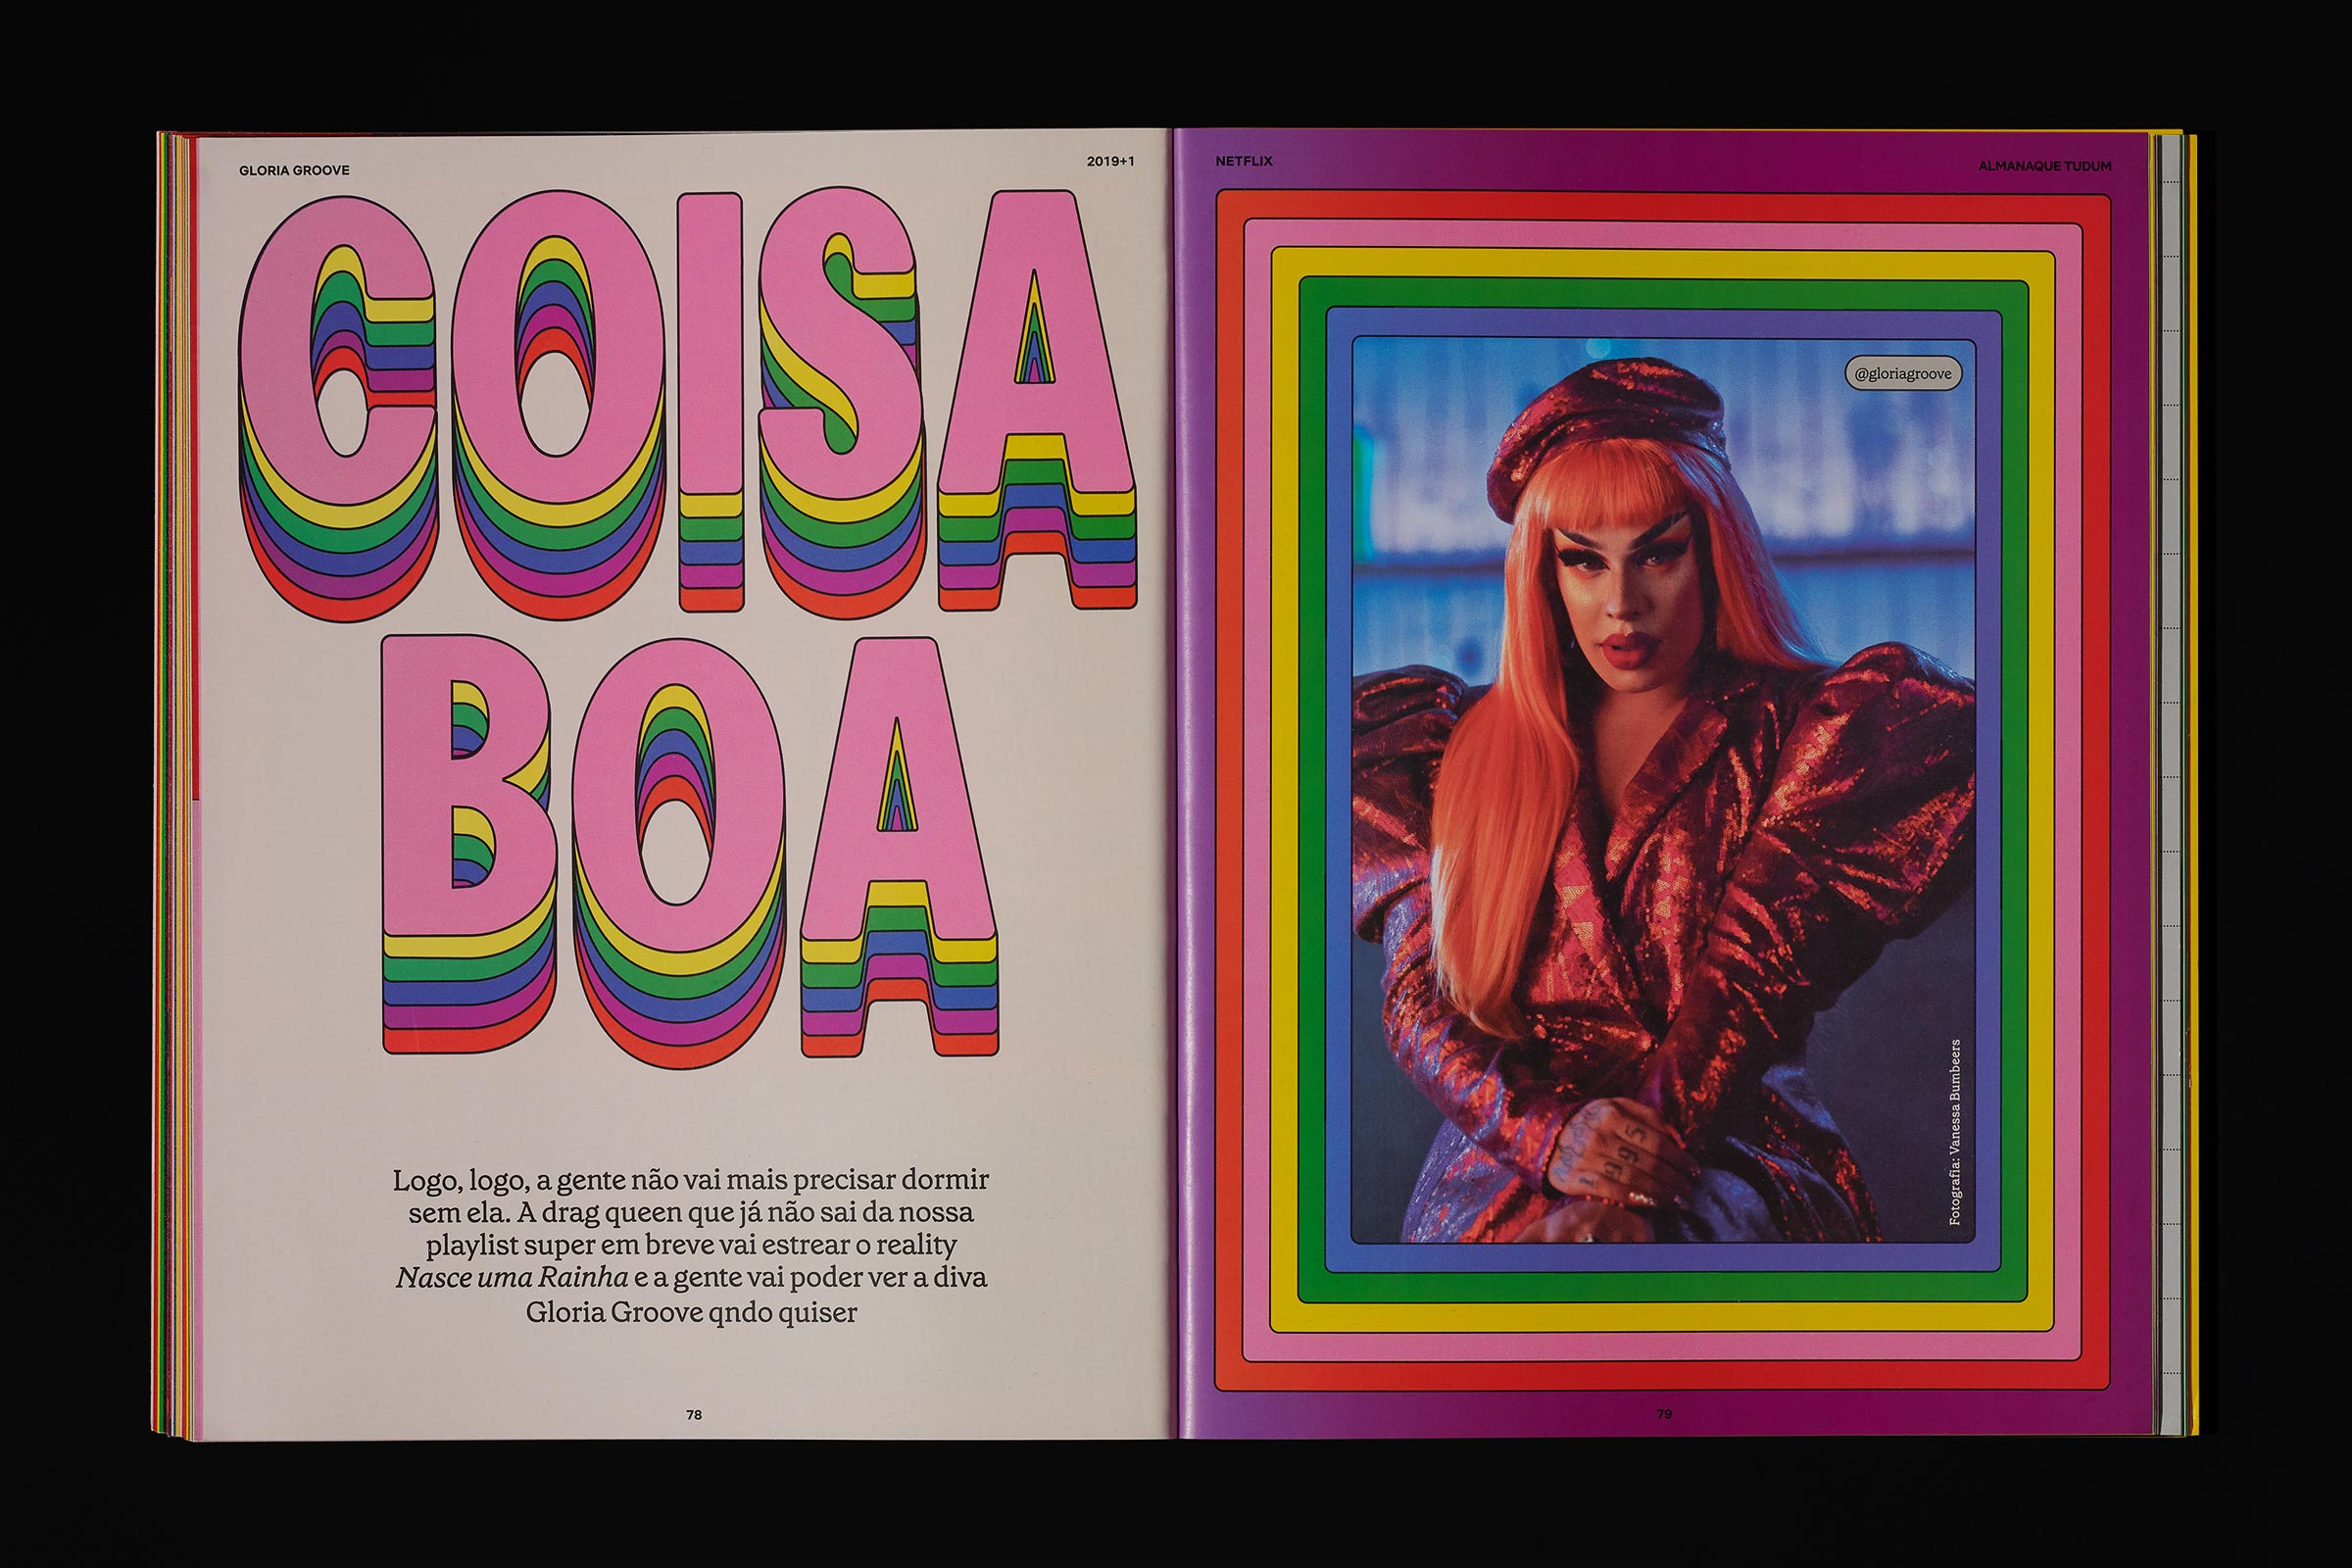 GLORIA GROOVE
2019+1
COISA
BOA
Logo, logo, a gente não vai mais precisar dormir
sem ela. A drag queen que já não sai da nossa
playlist super em breve vai estrear o reality
Nasce uma Rainha e a gente vai poder ver a diva
Gloria Groove qndo quiser
78
NETFLIX
ALMANAQUE TUDUM
@gloriagroove
1995
Fotografia: Vanessa Bumbeers
79